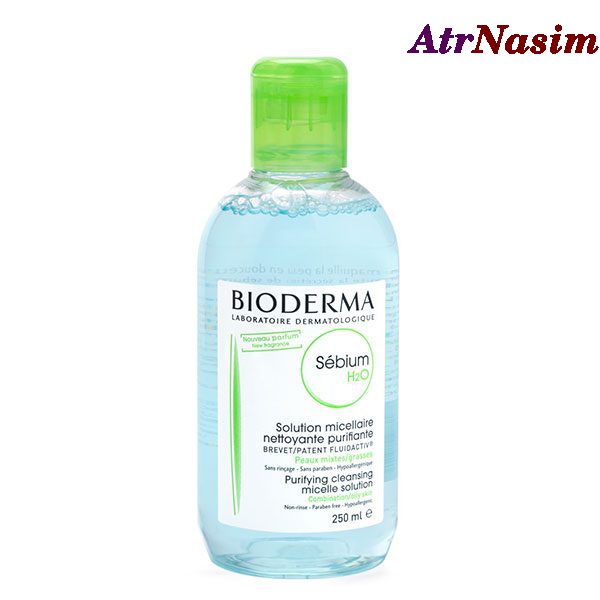 AtrNasim
BIODERMA
LABORATOIRE DERMATOLOGIQUE
Nouveau parfum
New fragrance
Sébium
H2O
Solution micellaire
nettoyante purifiante
BREVET/PATENT FLUIDACTIV®
Peaux mixtes/grasses
Sans rinçage - Sans paraben - Hypoallergénique
Purifying cleansing
micelle solution
Combination/oily skin
Non-rinse - Paraben free - Hypoallergenic
250 ml ℮